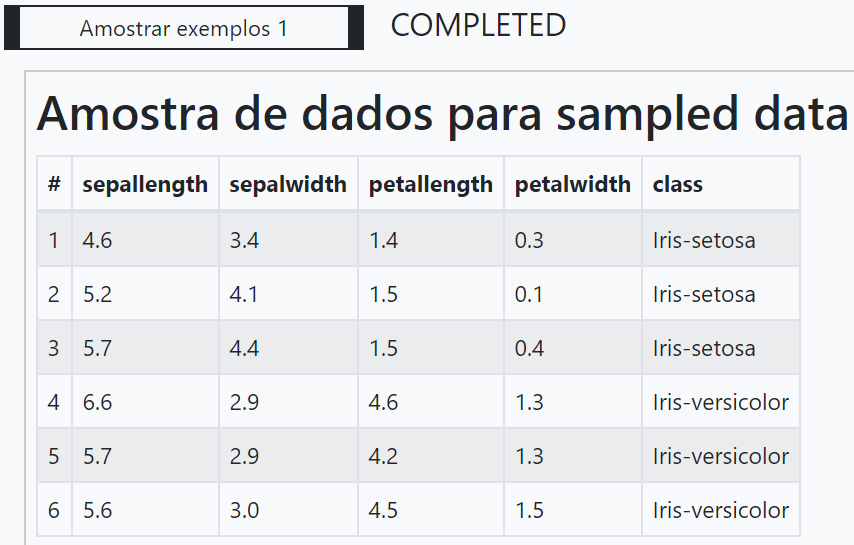 Amostrar exemplos 1 COMPLETED
Amostra de dados para sampled data
# sepallength sepalwidth petallength petalwidth class
1 4.6 3.4 1.4 0.3 Iris-setosa
2 5.2 4.1 1.5 0.1 Iris-setosa
3 5.7 4.4 1.5 0.4 Iris-setosa
4 6.6 2.9 4.6 1.3 Iris-versicolor
5 5.7 2.9 4.2 1.3 Iris-versicolor
6 5.6 3.0 4.5 1.5 Iris-versicolor